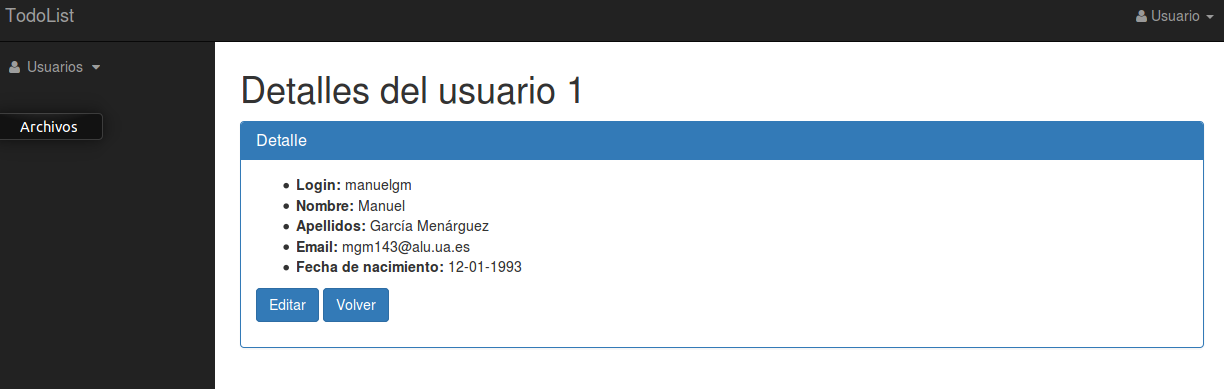 TodoList
Usuario
Usuarios
Archivos
Detalles del usuario 1
Detalle
Login: manuelgm
Nombre: Manuel
Apellidos: García Menárguez
Email: mgm143@alu.ua.es
Fecha de nacimiento: 12-01-1993
Editar Volver